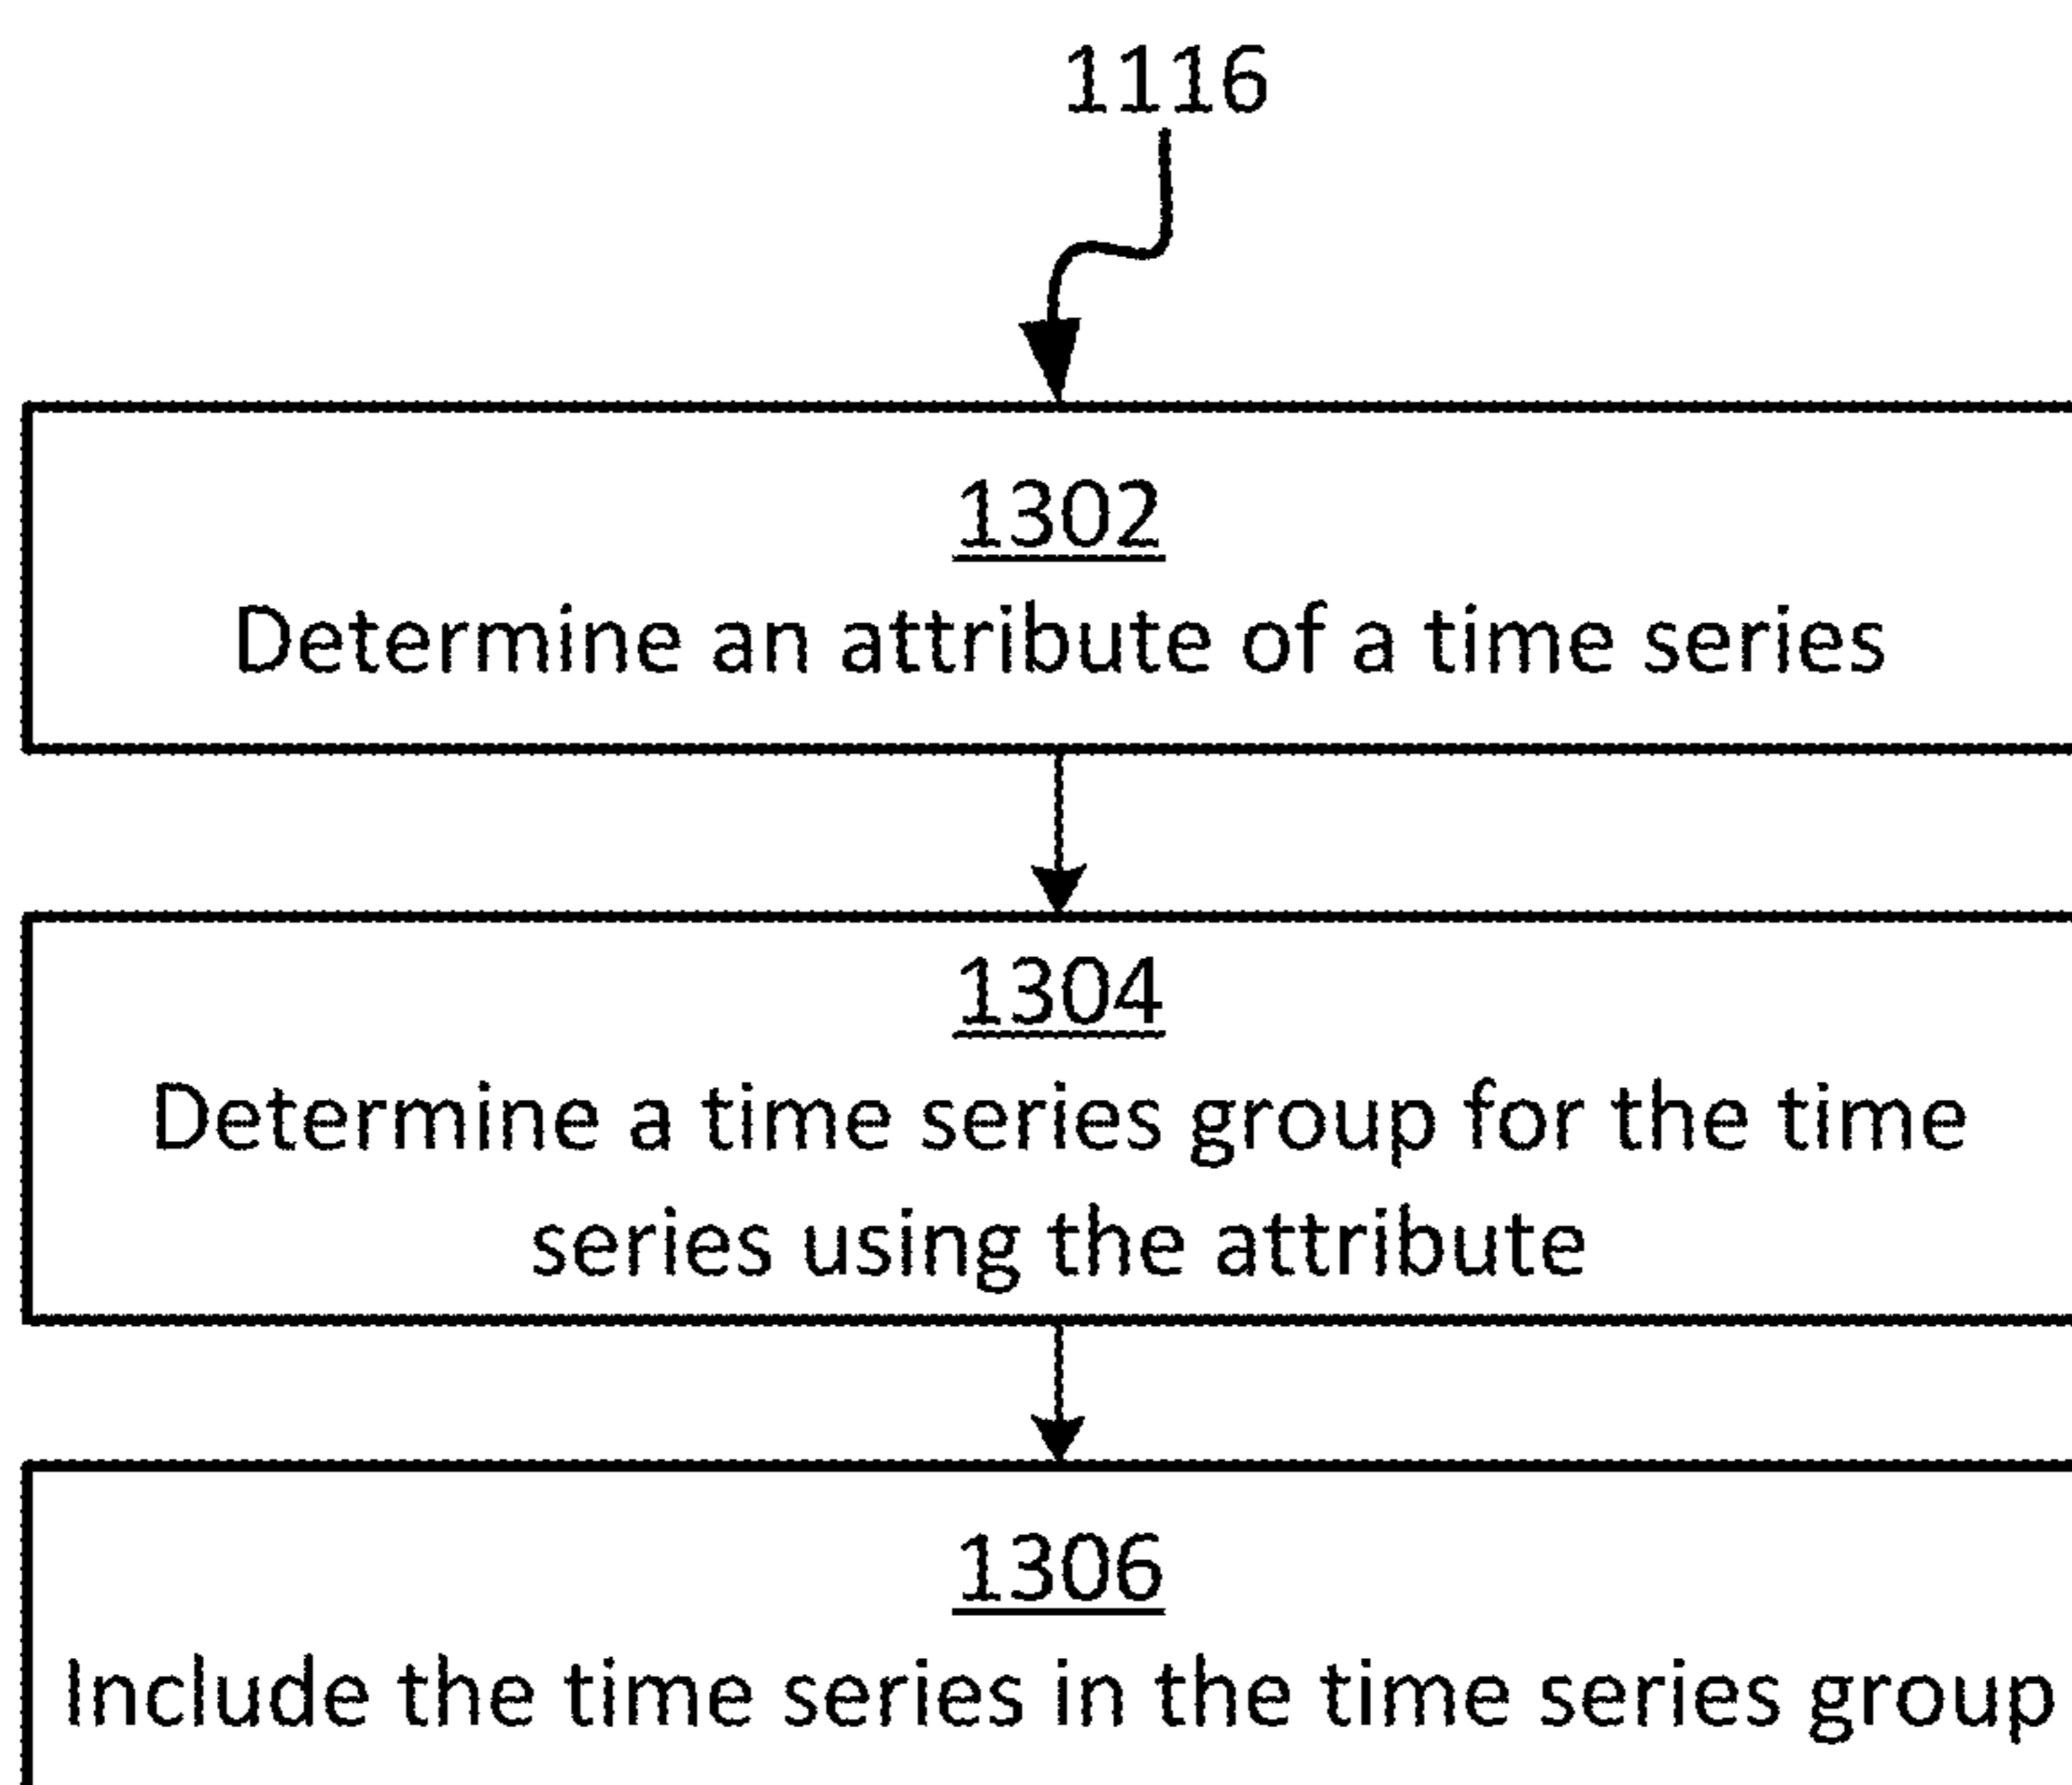 1116
1302
Determine an attribute of a time series
1304
Determine a time series group for the time
series using the attribute
1306
Include the time series in the time series group